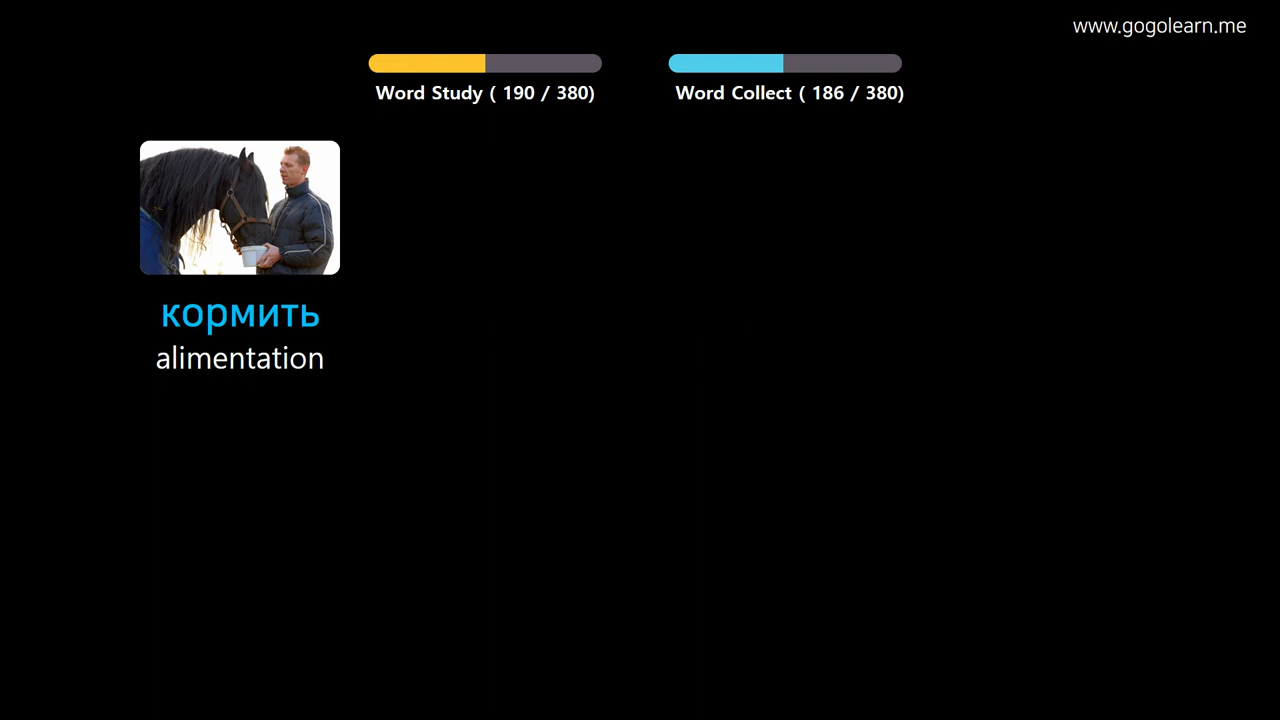 www.gogolearn.me
Word Study ( 190 / 380)
Word Collect ( 186 / 380)
кормить
alimentation